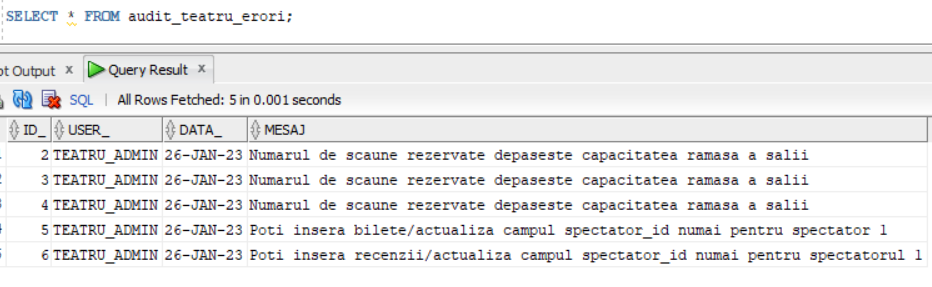 SELECT * FROM audit_teatru_erori;
Output x Query Result x
SQL | All Rows Fetched: 5 in 0.001 seconds
ID_ USER_ DATA_ MESAJ
2 TEATRU_ADMIN 26-JAN-23 Numarul de scaune rezervate depaseste capacitatea ramasa a salii
3 TEATRU_ADMIN 26-JAN-23 Numarul de scaune rezervate depaseste capacitatea ramasa a salii
4 TEATRU_ADMIN 26-JAN-23 Numarul de scaune rezervate depaseste capacitatea ramasa a salii
5 TEATRU_ADMIN 26-JAN-23 Poti insera bilete/actualiza campul spectator_id numai pentru spectator 1
6 TEATRU_ADMIN 26-JAN-23 Poti insera recenzii/actualiza campul spectator_id numai pentru spectatorul 1